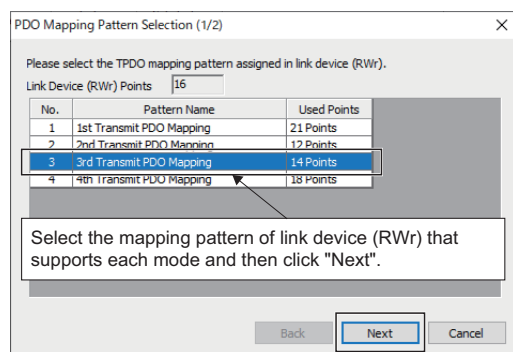 PDO Mapping Pattern Selection (1/2)
Please select the TPDO mapping pattern assigned in link device (RWr).
Link Device (RWr) Points 16
No. Pattern Name Used Points
1 1st Transmit PDO Mapping 21 Points
2 2nd Transmit PDO Mapping 12 Points
3 3rd Transmit PDO Mapping 14 Points
4 4th Transmit PDO Mapping 18 Points
Select the mapping pattern of link device (RWr) that
supports each mode and then click "Next".
Back Next Cancel